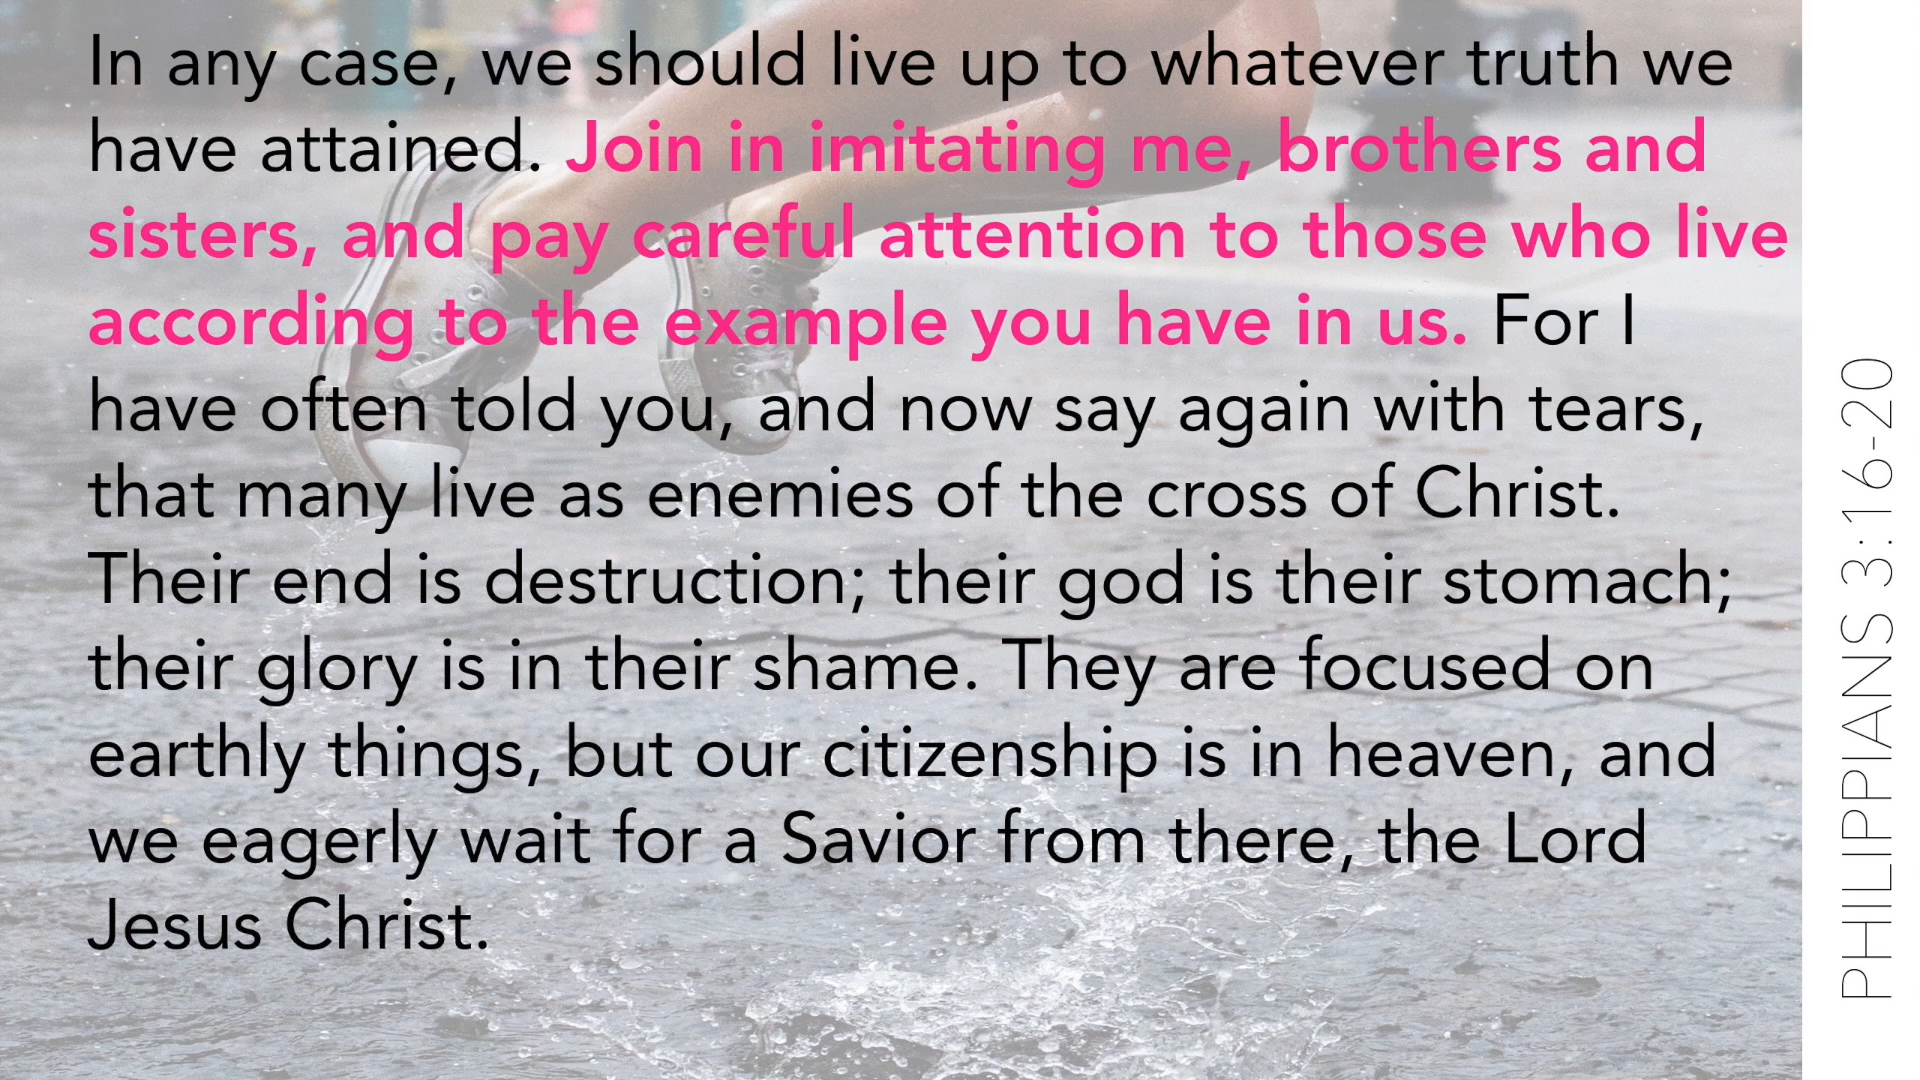 In any case, we should live up to whatever truth we
have attained. Join in imitating me, brothers and
sisters, and pay careful attention to those who live
according to the example you have in us. For I
have often told you, and now say again with tears,
that many live as enemies of the cross of Christ.
Their end is destruction; their god is their stomach;
their glory is in their shame. They are focused on
earthly things, but our citizenship is in heaven, and
we eagerly wait for a Savior from there, the Lord
Jesus Christ.
PHILIPPIANS 3:16-20